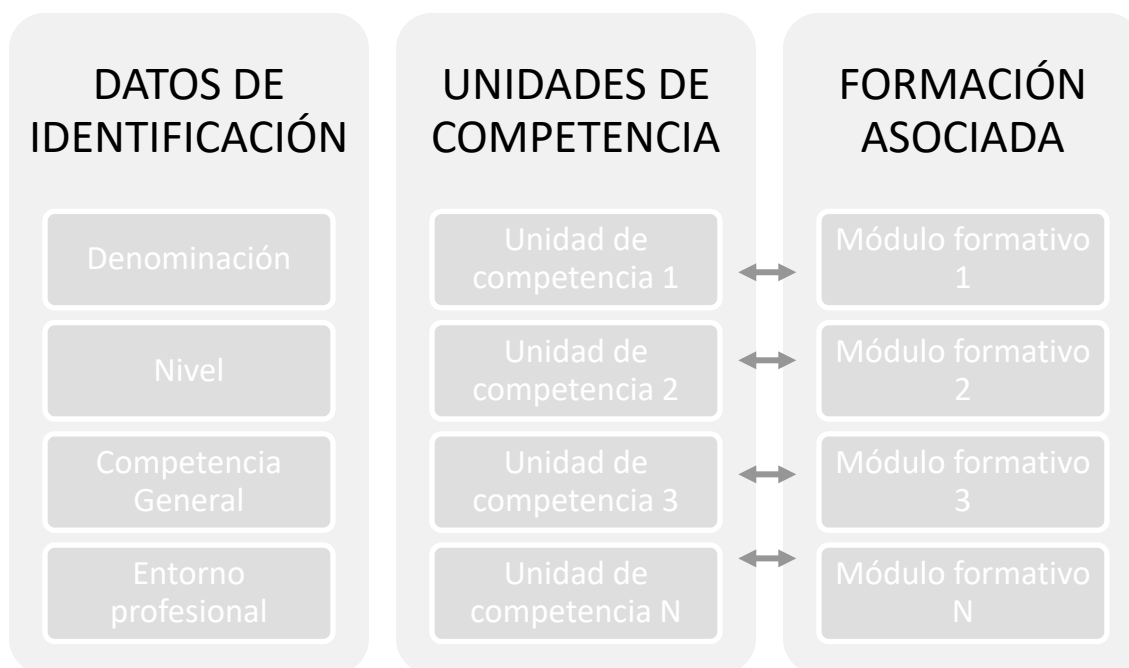 DATOS DE
IDENTIFICACIÓN
Denominación
Nivel
Competencia
General
Entorno
profesional
UNIDADES DE
COMPETENCIA
Unidad de
competencia 1
Unidad de
competencia 2
Unidad de
competencia 3
Unidad de
competencia N
FORMACIÓN
ASOCIADA
Módulo formativo
1
Módulo formativo
2
Módulo formativo
3
Módulo formativo
N